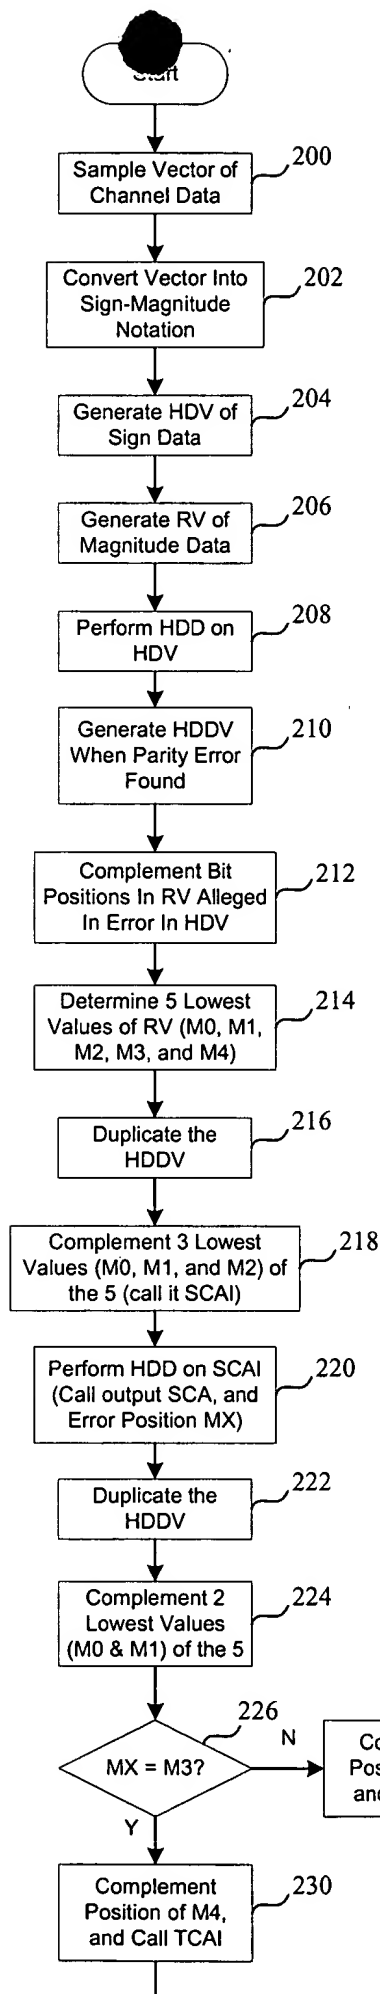 Start
Sample Vector of
Channel Data
200
Convert Vector Into
Sign-Magnitude
Notation
202
Generate HDV of
Sign Data
204
Generate RV of
Magnitude Data
206
Perform HDD on
HDV
208
Generate HDDV
When Parity Error
Found
210
Complement Bit
Positions In RV Alleged
In Error In HDV
212
Determine 5 Lowest
Values of RV (M0, M1,
M2, M3, and M4)
214
Duplicate the
HDDV
216
Complement 3 Lowest
Values (M0, M1, and M2) of
the 5 (call it SCAI)
218
Perform HDD on SCAI
(Call output SCA, and
Error Position MX)
220
Duplicate the
HDDV
222
Complement 2
Lowest Values
(M0 & M1) of the 5
224
MX = M3?
226
N
Y
Co
Pos
and
Complement
Position of M4,
and Call TCAI
230